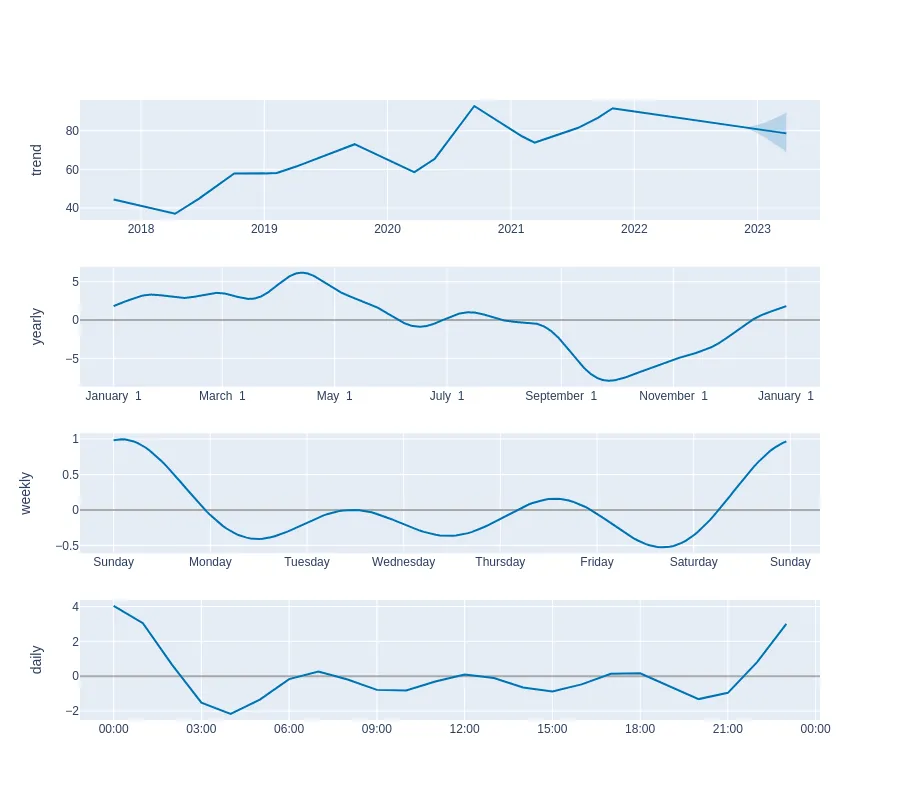 trend
80
60
40
2018 2019 2020 2021 2022 2023
yearly
5
0
−5
January 1 March 1 May 1 July 1 September 1 November 1 January 1
weekly
1
0.5
0
−0.5
Sunday Monday Tuesday Wednesday Thursday Friday Saturday Sunday
daily
4
2
0
−2
00:00 03:00 06:00 09:00 12:00 15:00 18:00 21:00 00:00